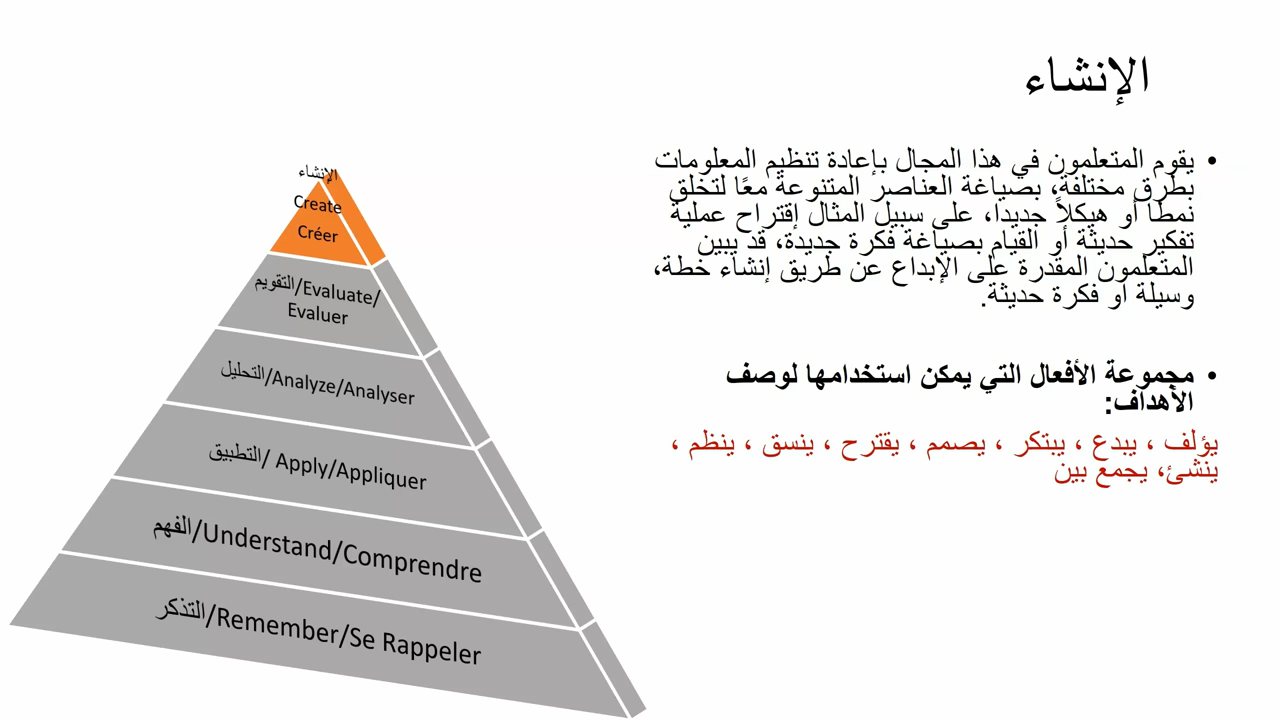 الإنشاء
• يقوم المتعلمون في هذا المجال بإعادة تنظيم المعلومات
بطرق مختلفة، بصياغة العناصر المتنوعة معًا لتخلق
نمطا أو هيكلاً جديدا، على سبيل المثال إقتراح عملية
تفكير حديثة أو القيام بصياغة فكرة جديدة، قد يبين
المتعلمون المقدرة على الإبداع عن طريق إنشاء خطة،
وسيلة او فكرة حديثة.
• مجموعة الأفعال التي يمكن استخدامها لوصف
الأهداف:
يؤلف ، يبدع ، يبتكر ، يصمم ، يقترح ، ينسق ، ينظم ،
ينشئ، يجمع بين
الإنشاء
Create
Créer
التقويم/Evaluate/
Evaluer
التحليل/Analyze/Analyser
التطبيق/ Apply/Appliquer
الفهم/Understand/Comprendre
التذكر/Remember/Se Rappeler